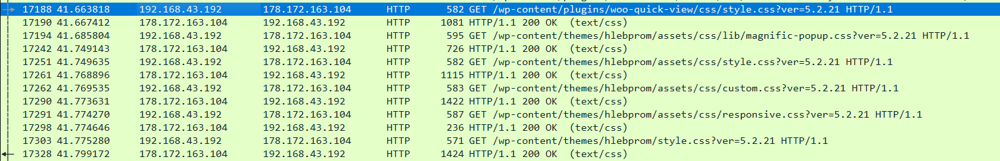 17188 41.663818 192.168.43.192 178.172.163.104 HTTP 582 GET /wp-content/plugins/woo-quick-view/css/style.css?ver=5.2.21 HTTP/1.1
17190 41.667412 178.172.163.104 192.168.43.192 HTTP 1081 HTTP/1.1 200 OK (text/css)
17194 41.685804 192.168.43.192 178.172.163.104 HTTP 595 GET /wp-content/themes/hlebprom/assets/css/lib/magnific-popup.css?ver=5.2.21 HTTP/1.1
17242 41.749143 178.172.163.104 192.168.43.192 HTTP 726 HTTP/1.1 200 OK (text/css)
17251 41.749635 192.168.43.192 178.172.163.104 HTTP 582 GET /wp-content/themes/hlebprom/assets/css/style.css?ver=5.2.21 HTTP/1.1
17261 41.768896 178.172.163.104 192.168.43.192 HTTP 1115 HTTP/1.1 200 OK (text/css)
17262 41.769535 192.168.43.192 178.172.163.104 HTTP 583 GET /wp-content/themes/hlebprom/assets/css/custom.css?ver=5.2.21 HTTP/1.1
17290 41.773631 178.172.163.104 192.168.43.192 HTTP 1422 HTTP/1.1 200 OK (text/css)
17291 41.774270 192.168.43.192 178.172.163.104 HTTP 587 GET /wp-content/themes/hlebprom/assets/css/responsive.css?ver=5.2.21 HTTP/1.1
17298 41.774646 178.172.163.104 192.168.43.192 HTTP 236 HTTP/1.1 200 OK (text/css)
17303 41.775280 192.168.43.192 178.172.163.104 HTTP 571 GET /wp-content/themes/hlebprom/style.css?ver=5.2.21 HTTP/1.1
17328 41.799172 178.172.163.104 192.168.43.192 HTTP 1424 HTTP/1.1 200 OK (text/css)